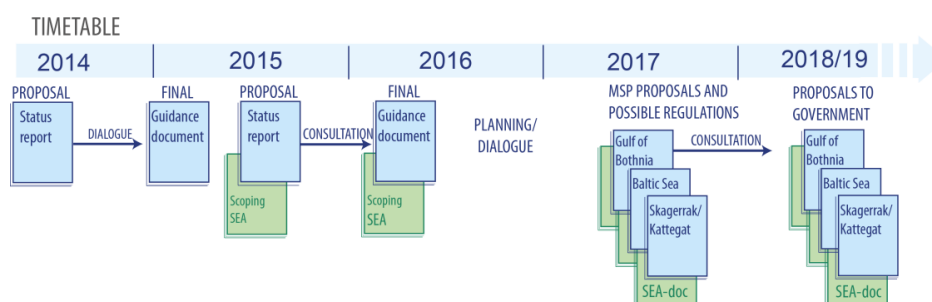 TIMETABLE
2014
2015
2016
2017
2018/19
PROPOSAL
Status
report
DIALOGUE
FINAL
Guidance
document
PROPOSAL
Status
report
Scoping
SEA
CONSULTATION
FINAL
Guidance
document
Scoping
SEA
PLANNING/
DIALOGUE
MSP PROPOSALS AND
POSSIBLE REGULATIONS
Gulf of
Bothnia
Baltic Sea
Skagerrak/
Kattegat
SEA-doc
CONSULTATION
PROPOSALS TO
GOVERNMENT
Gulf of
Bothnia
Baltic Sea
Skagerrak/
Kattegat
SEA-doc